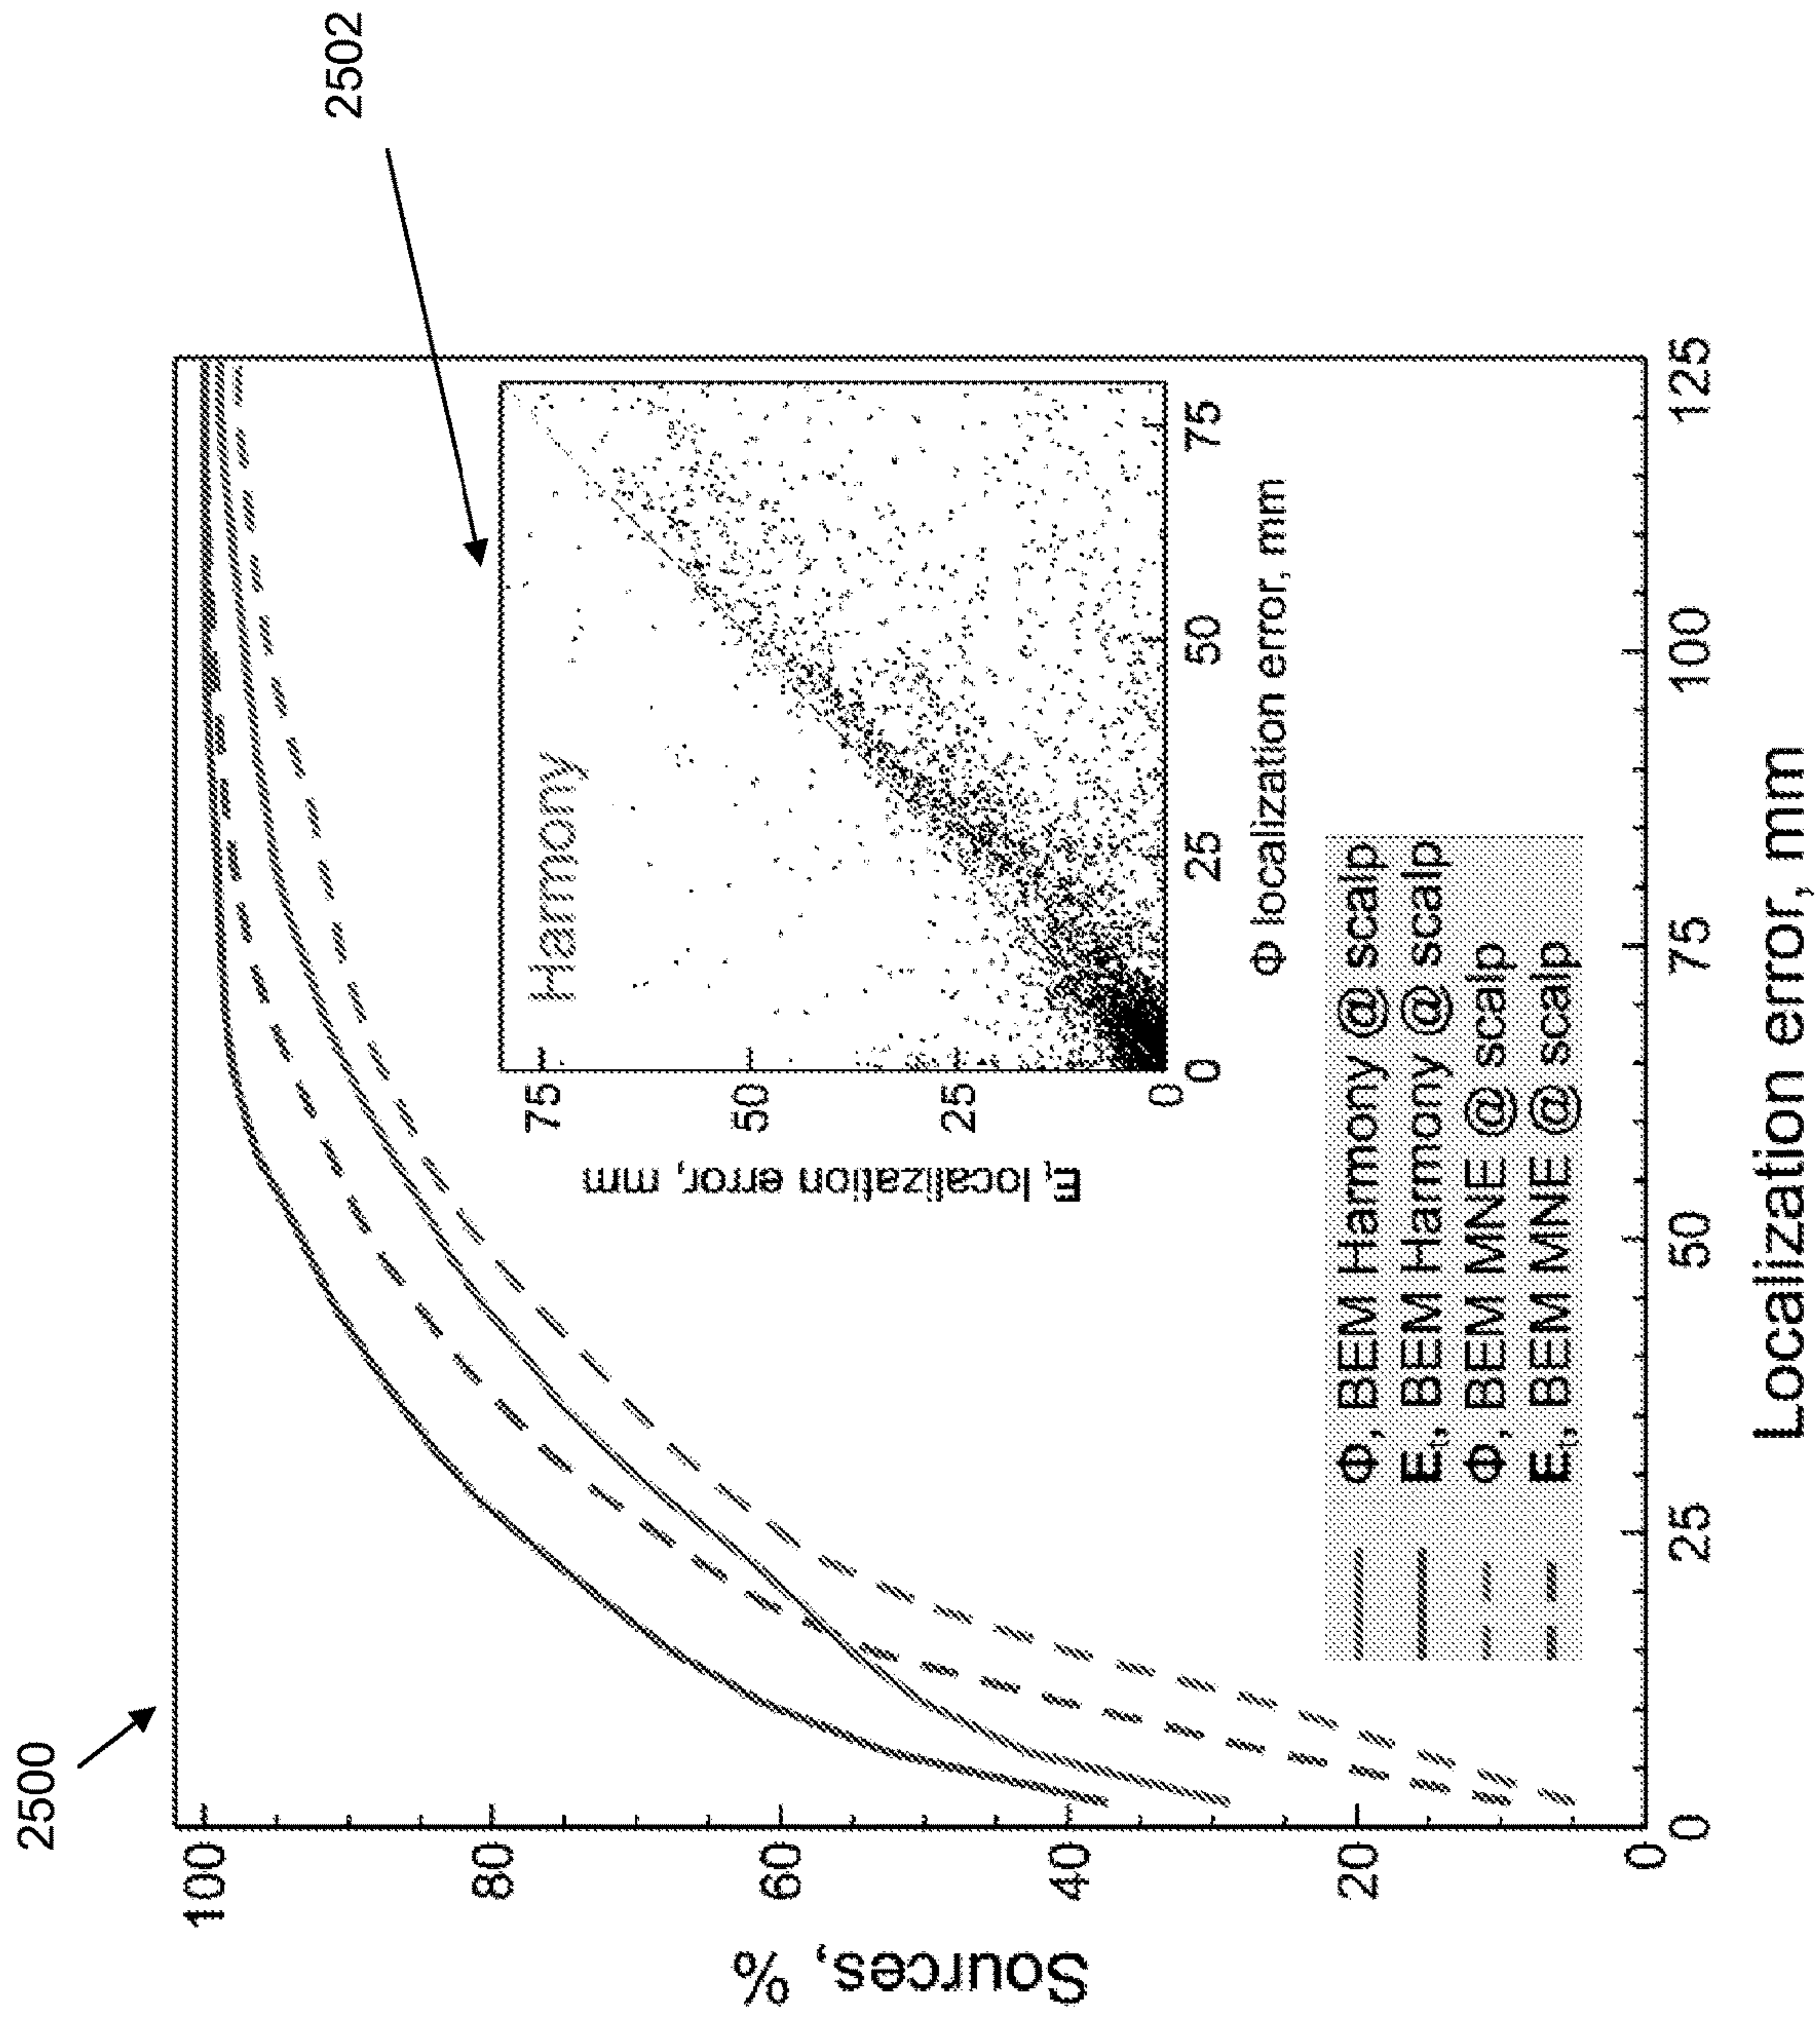 2500
2502
Sources, %
100
80
60
40
20
0
Harmony
E, localization error, mm
75
50
25
0
0 25 50 75
Φ localization error, mm
Φ, BEM Harmony @ scalp
Et, BEM Harmony @ scalp
Φ, BEM MNE @ scalp
Et, BEM MNE @ scalp
0 25 50 75 100 125
Localization error, mm